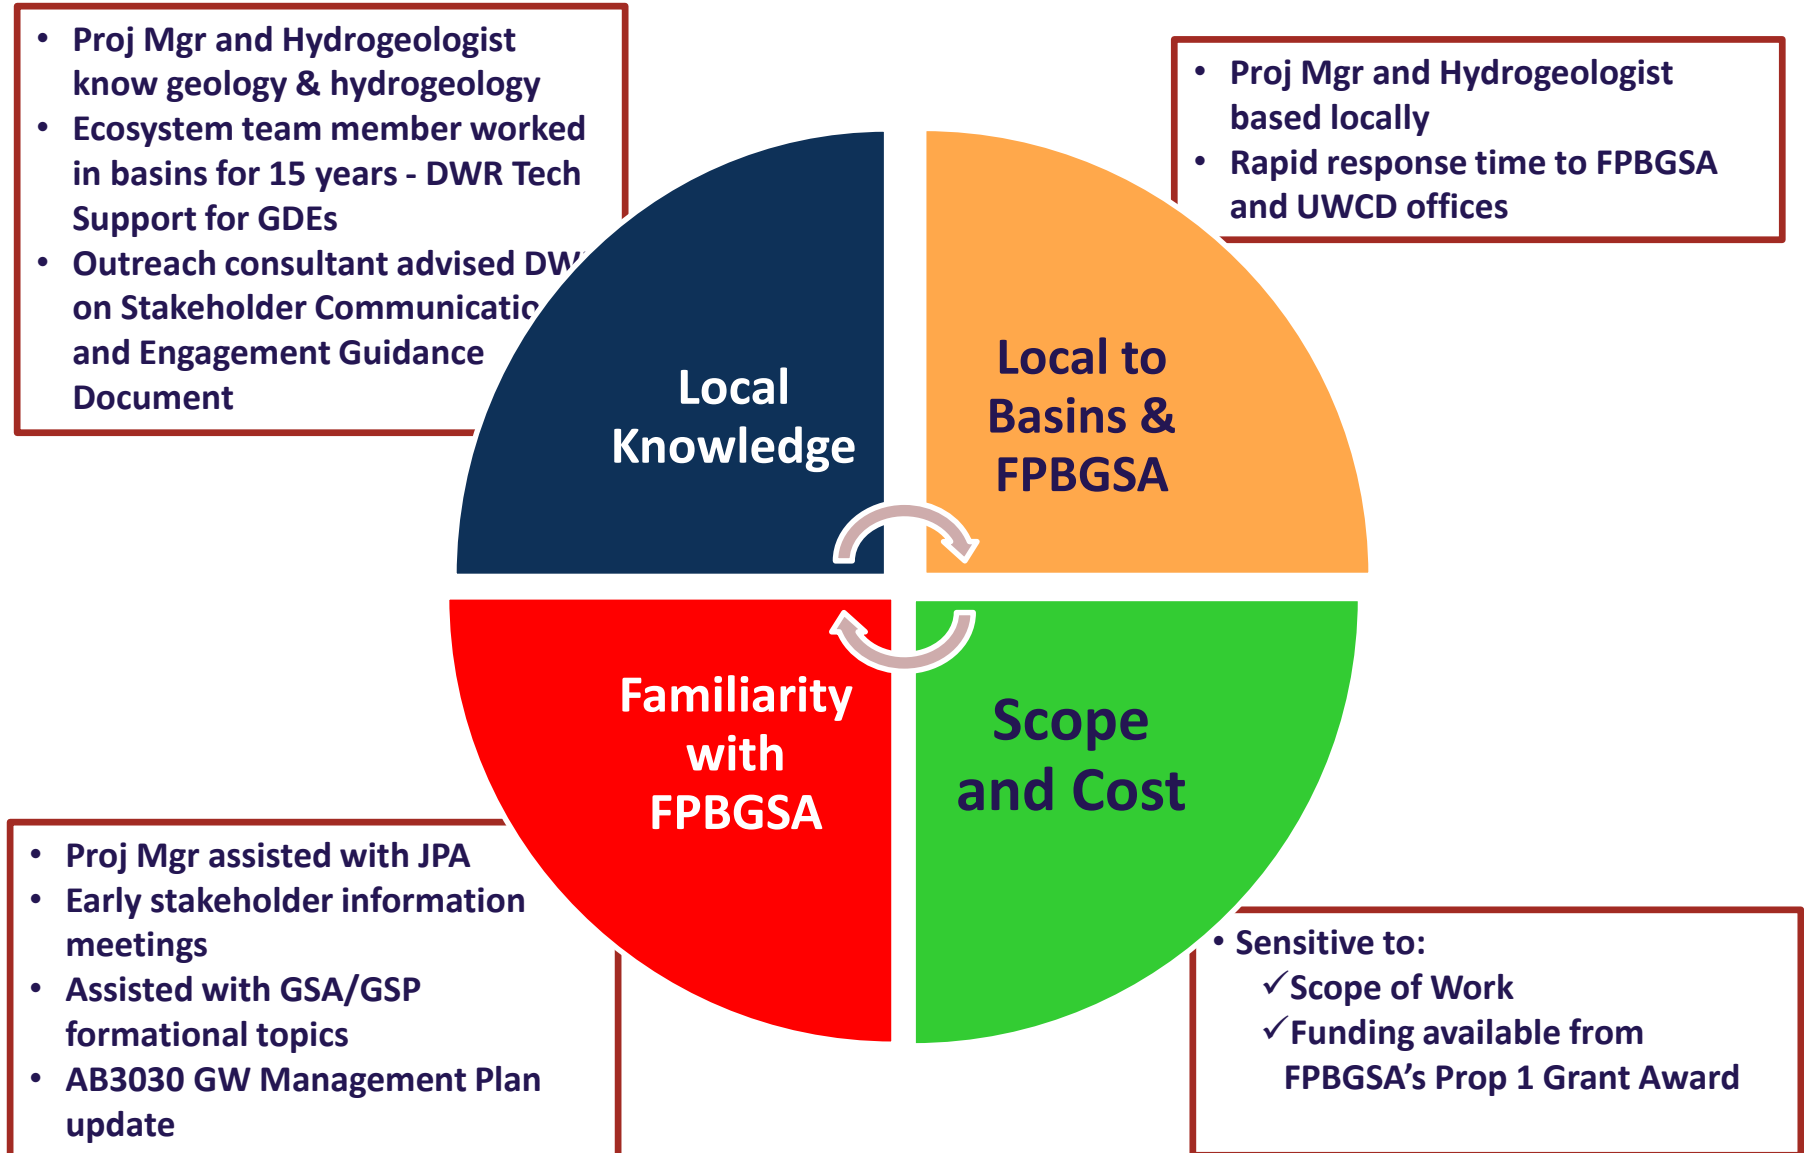 • Proj Mgr and Hydrogeologist
know geology & hydrogeology
• Ecosystem team member worked
in basins for 15 years - DWR Tech
Support for GDEs
• Outreach consultant advised
on Stakeholder
and Engagement Guidance
Document
• Proj Mgr and Hydrogeologist
based locally
• Rapid response time to FPBGSA
and UWCD offices
Local
Knowledge
Local to
Basins &
FPBGSA
Familiarity
with
FPBGSA
Scope
and Cost
• Proj Mgr assisted with JPA
• Early stakeholder information
meetings
• Assisted with GSA/GSP
formational topics
• AB3030 GW Management Plan
update
• Sensitive to:
✓Scope of Work
✓Funding available from
FPBGSA’s Prop 1 Grant Award